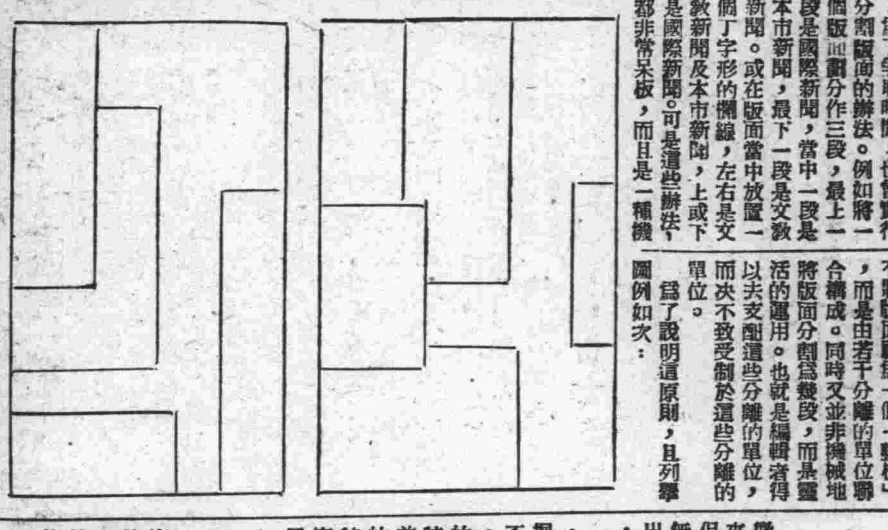 分割版面的辦法。例如將一
個版面劃分作三段，最上一
段是國際新聞，當中一段是
本市新聞，最下一段是文敎
新聞。或在版面當中放置一
個丁字形的欄線，左右是文
敎新聞及本市新聞，上或下
是國際新聞。可是這些辦法，
都非常呆板，而且是一種機
，而是由若干分離的單位聯
合構成。同時又並非機械地
將版面分割爲幾段，而是靈
活的運用。也就是編輯者得
以去支配這些分離的單位，
而决不致受制於這些分離的
單位。
爲了說明這原則，且列舉
圖例如次：